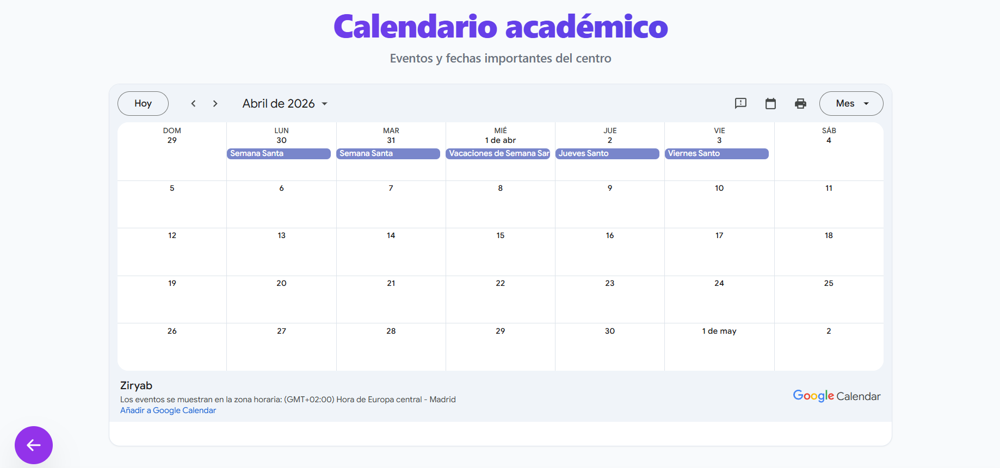 Calendario académico
Eventos y fechas importantes del centro
Hoy Abril de 2026 Mes
DOM LUN MAR MIÉ JUE VIE SÁB
29 30 31 1 de abr 2 3 4
Semana Santa Semana Santa Vacaciones de Semana Sar Jueves Santo Viernes Santo
5 6 7 8 9 10 11
12 13 14 15 16 17 18
19 20 21 22 23 24 25
26 27 28 29 30 1 de may 2
Ziryab
Los eventos se muestran en la zona horaria: (GMT+02:00) Hora de Europa central - Madrid
Añadir a Google Calendar
Google Calendar